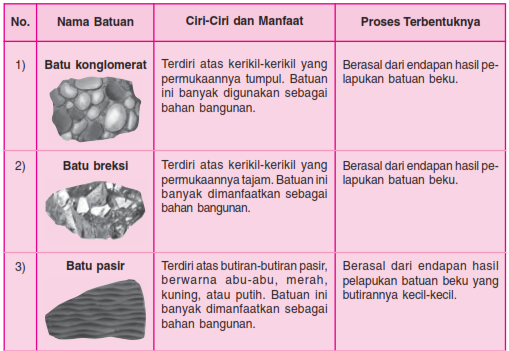 No. Nama Batuan Ciri-Ciri dan Manfaat Proses Terbentuknya
1) Batu konglomerat
Terdiri atas kerikil-kerikil yang
permukaannya tumpul. Batuan
ini banyak digunakan sebagai
bahan bangunan.
Berasal dari endapan hasil pe-
lapukan batuan beku.
2) Batu breksi
Terdiri atas kerikil-kerikil yang
permukaannya tajam. Batuan ini
banyak dimanfaatkan sebagai
bahan bangunan.
Berasal dari endapan hasil pe-
lapukan batuan beku.
3) Batu pasir
Terdiri atas butiran-butiran pasir,
berwarna abu-abu, merah,
kuning, atau putih. Batuan ini
banyak dimanfaatkan sebagai
bahan bangunan.
Berasal dari endapan hasil
pelapukan batuan beku yang
butirannya kecil-kecil.